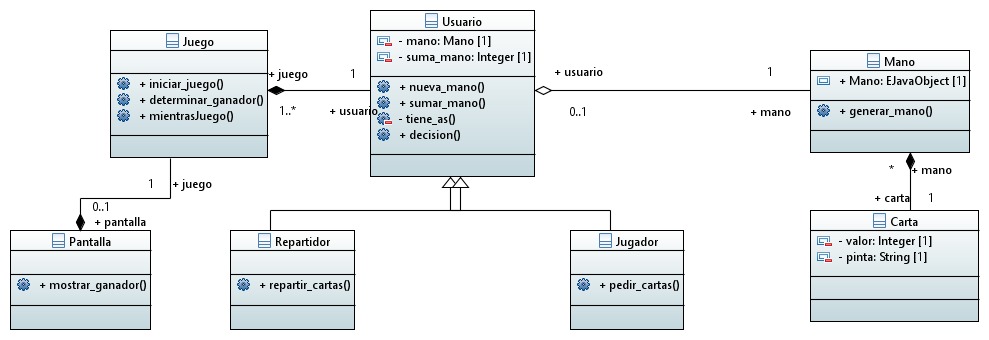 Juego
+ iniciar_juego()
+ determinar_ganador()
+ mientrasJuego()
+ juego
1
1..*
+ usuario
Usuario
- mano: Mano [1]
- suma_mano: Integer [1]
+ nueva_mano()
+ sumar_mano()
- tiene_as()
+ decision()
+ usuario
1
0..1
+ mano
Mano
+ Mano: EJavaObject [1]
+ generar_mano()
* + mano
+ carta 1
1 + juego
0..1
+ pantalla
Pantalla
+ mostrar_ganador()
Repartidor
+ repartir_cartas()
Jugador
+ pedir_cartas()
Carta
- valor: Integer [1]
- pinta: String [1]